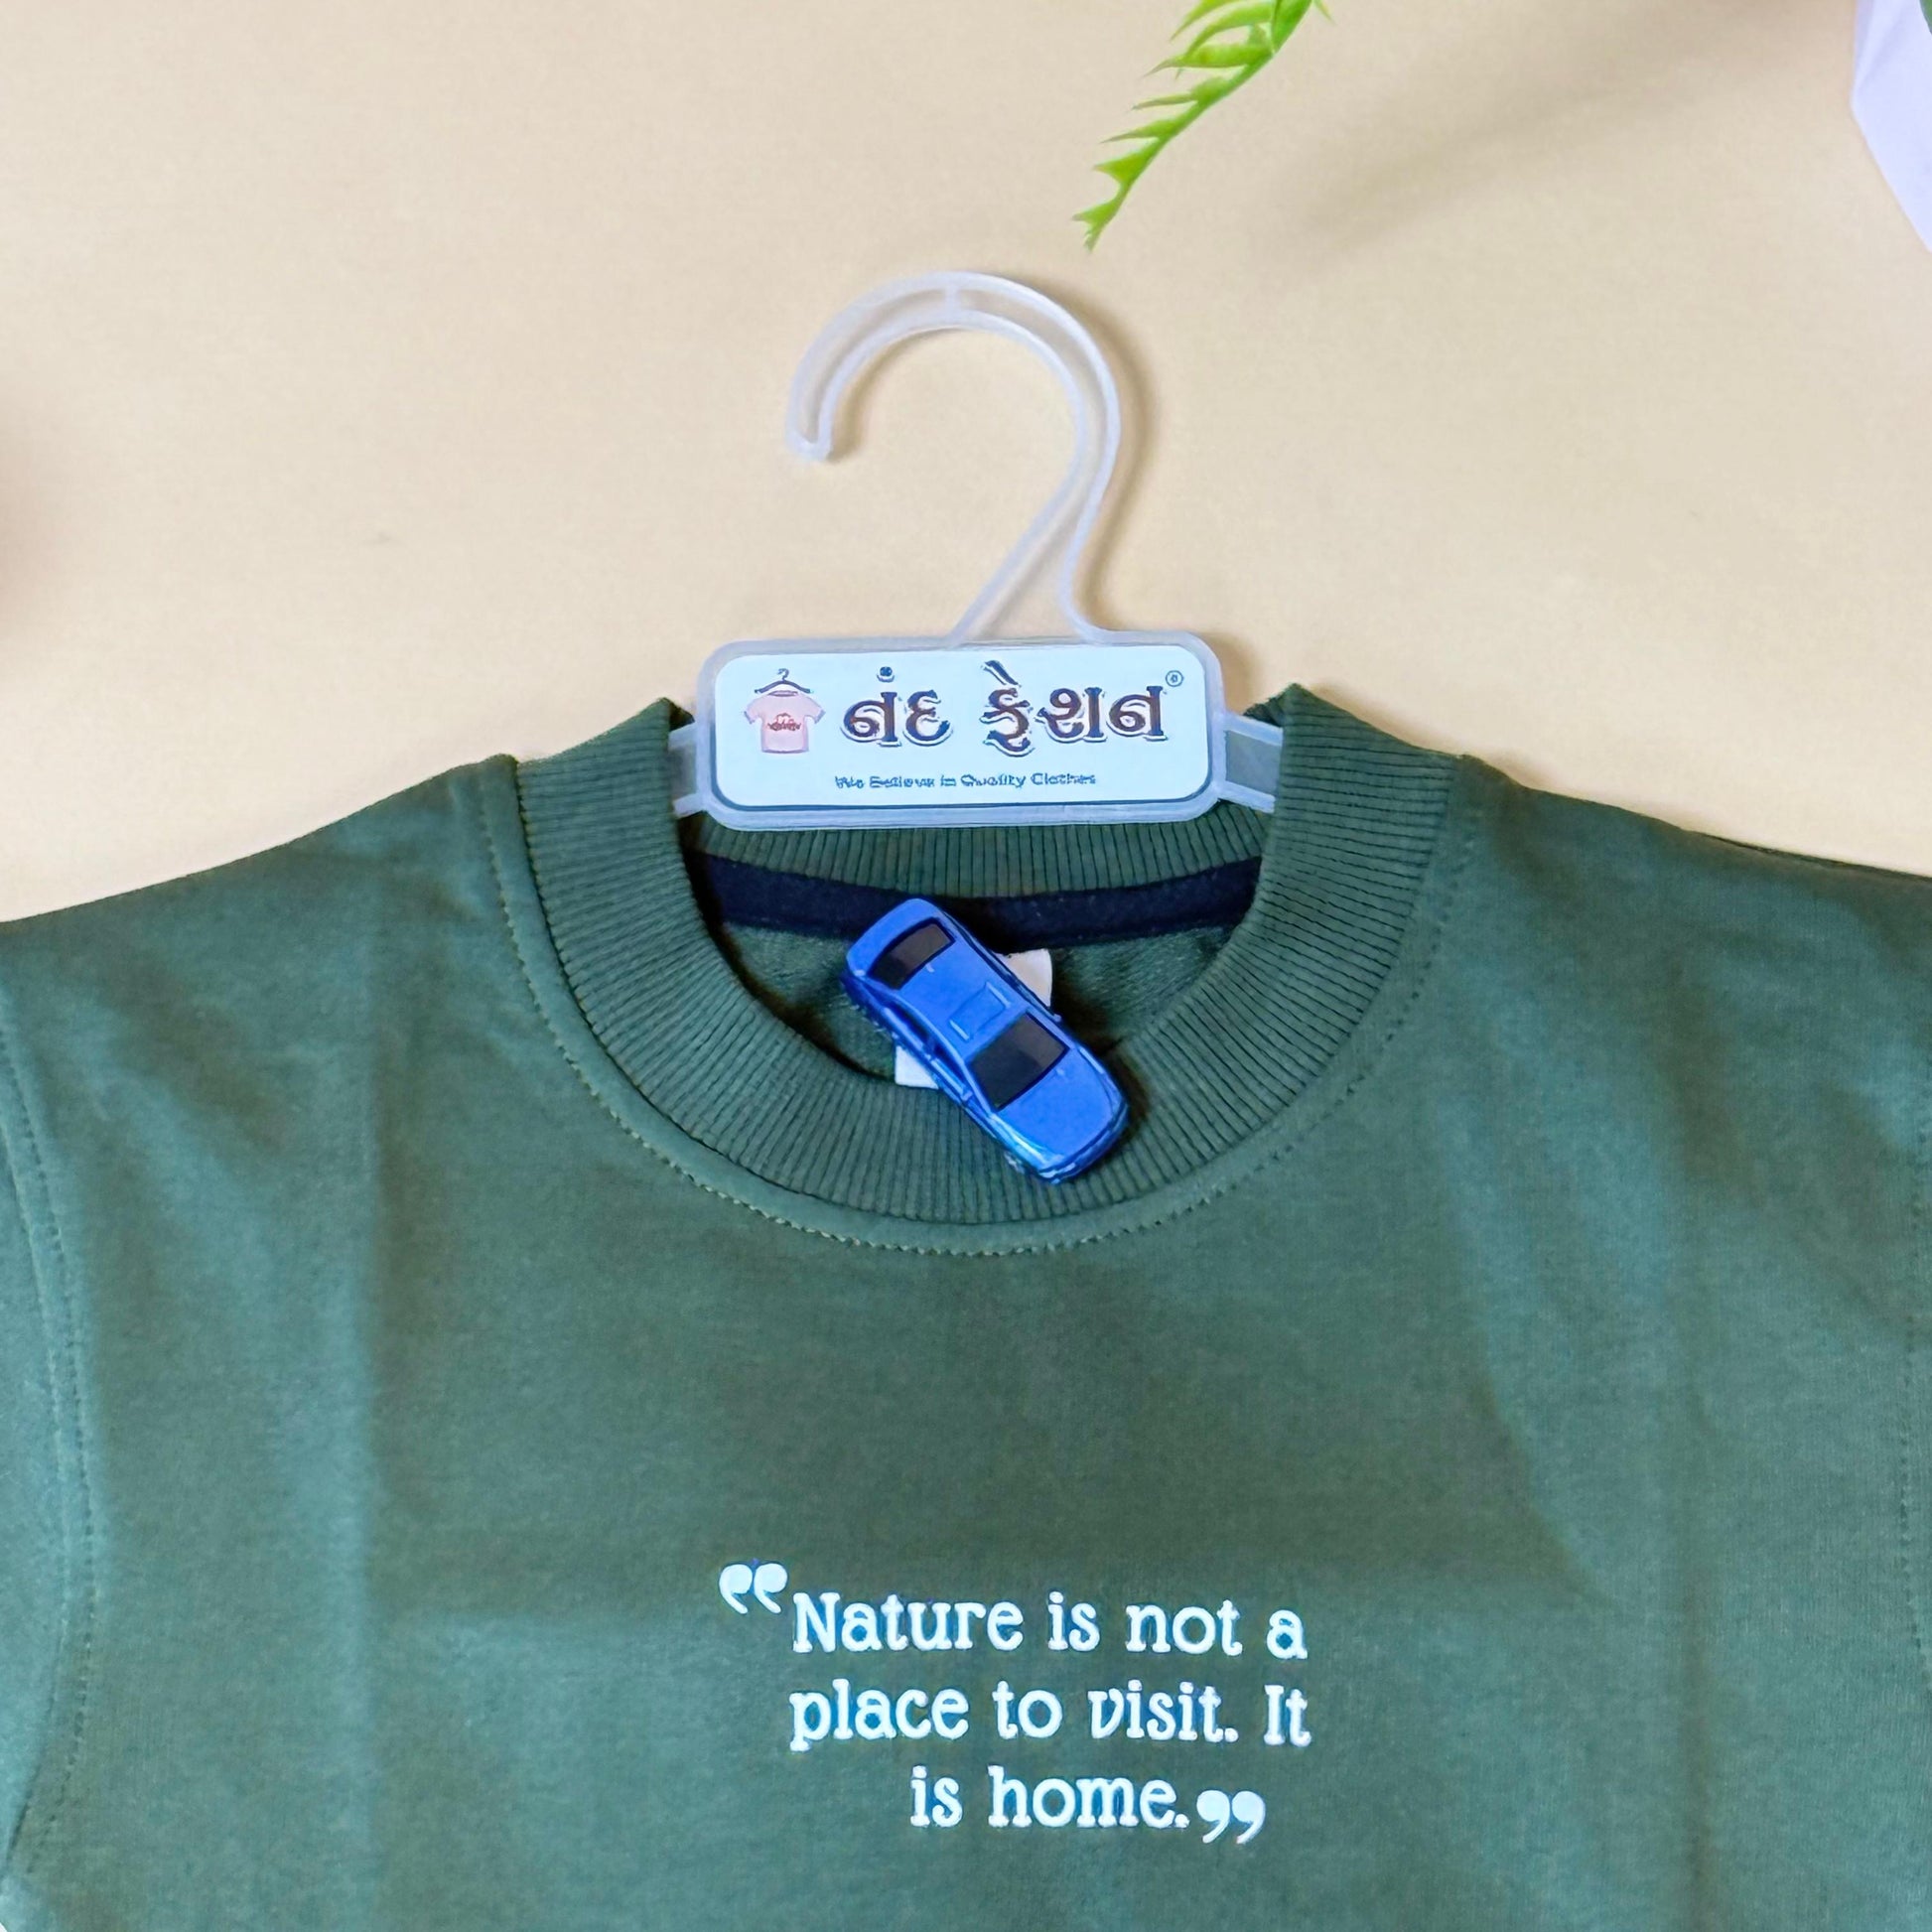 નંદ ફેશન®
We Believe in Quality Clothes
“Nature is not a
place to visit. It
is home.”